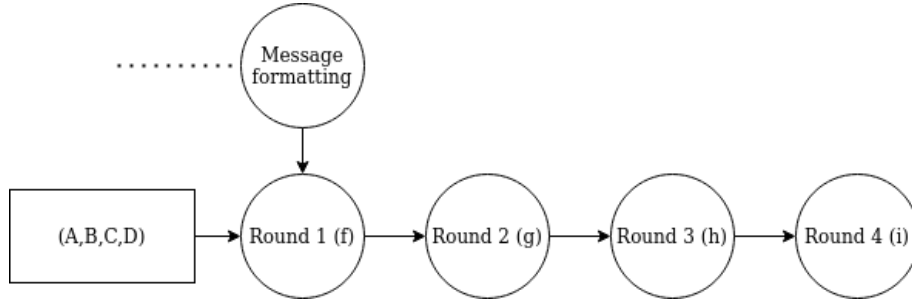 Message
formatting
(A,B,C,D)
Round 1 (f)
Round 2 (g)
Round 3 (h)
Round 4 (i)